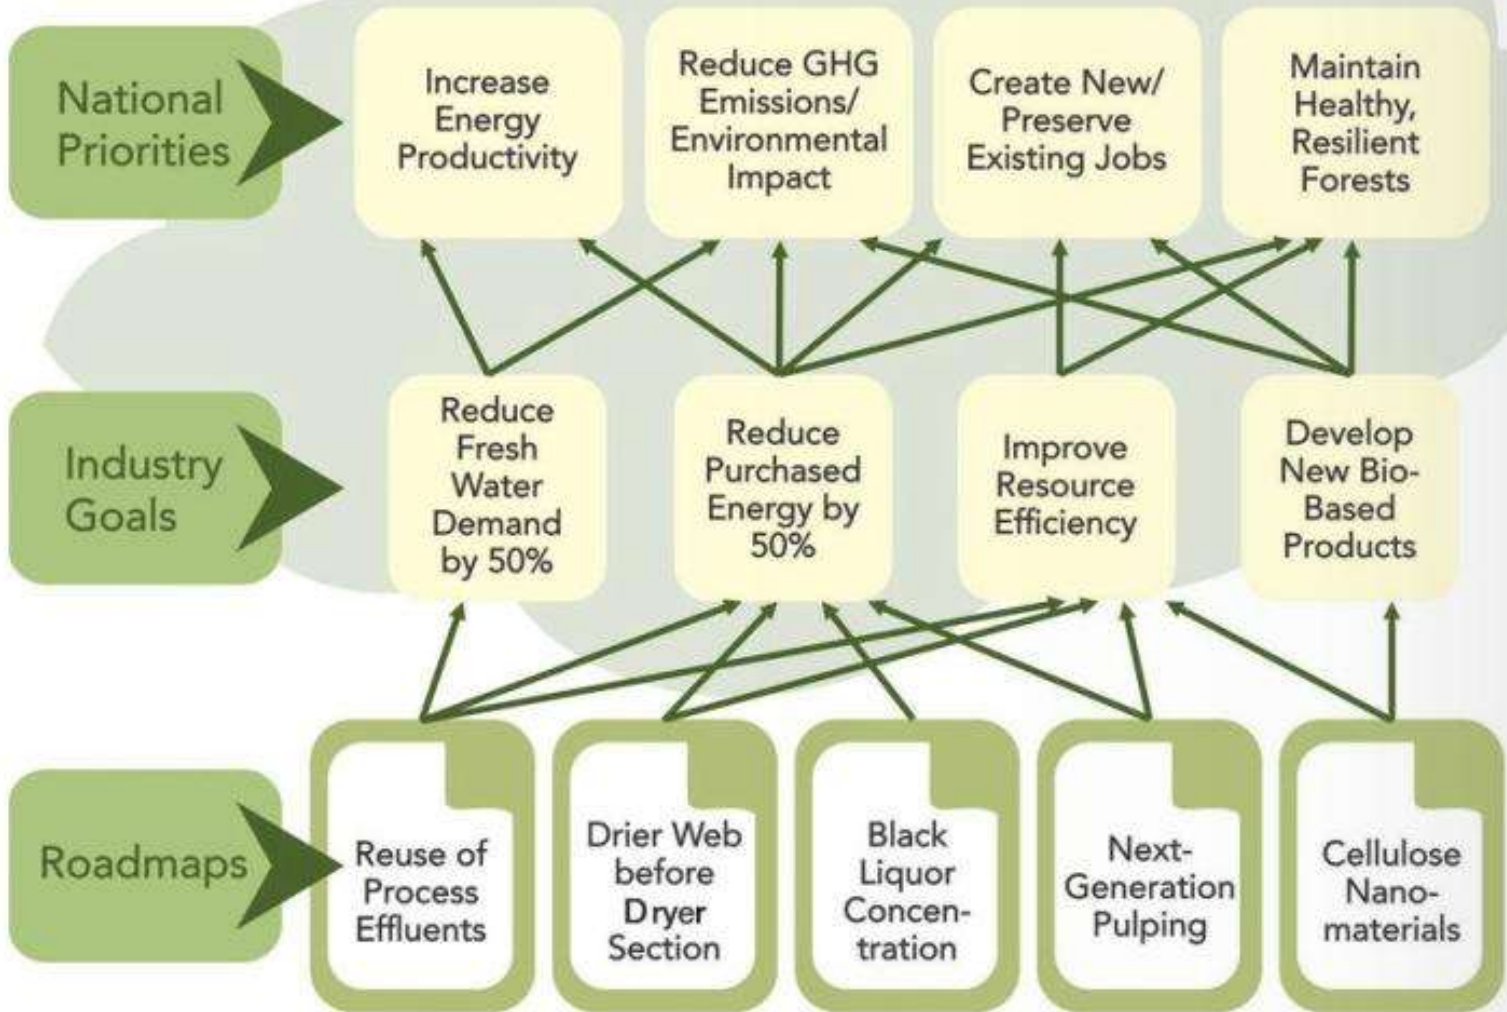 National
Priorities
Increase
Energy
Productivity
Reduce GHG
Emissions/
Environmental
Impact
Create New/
Preserve
Existing Jobs
Maintain
Healthy,
Resilient
Forests
Industry
Goals
Reduce
Fresh
Water
Demand
by 50%
Reduce
Purchased
Energy by
50%
Improve
Resource
Efficiency
Develop
New Bio-
Based
Products
Roadmaps
Reuse of
Process
Effluents
Drier Web
before
Dryer
Section
Black
Liquor
Concen-
tration
Next-
Generation
Pulping
Cellulose
Nano-
materials